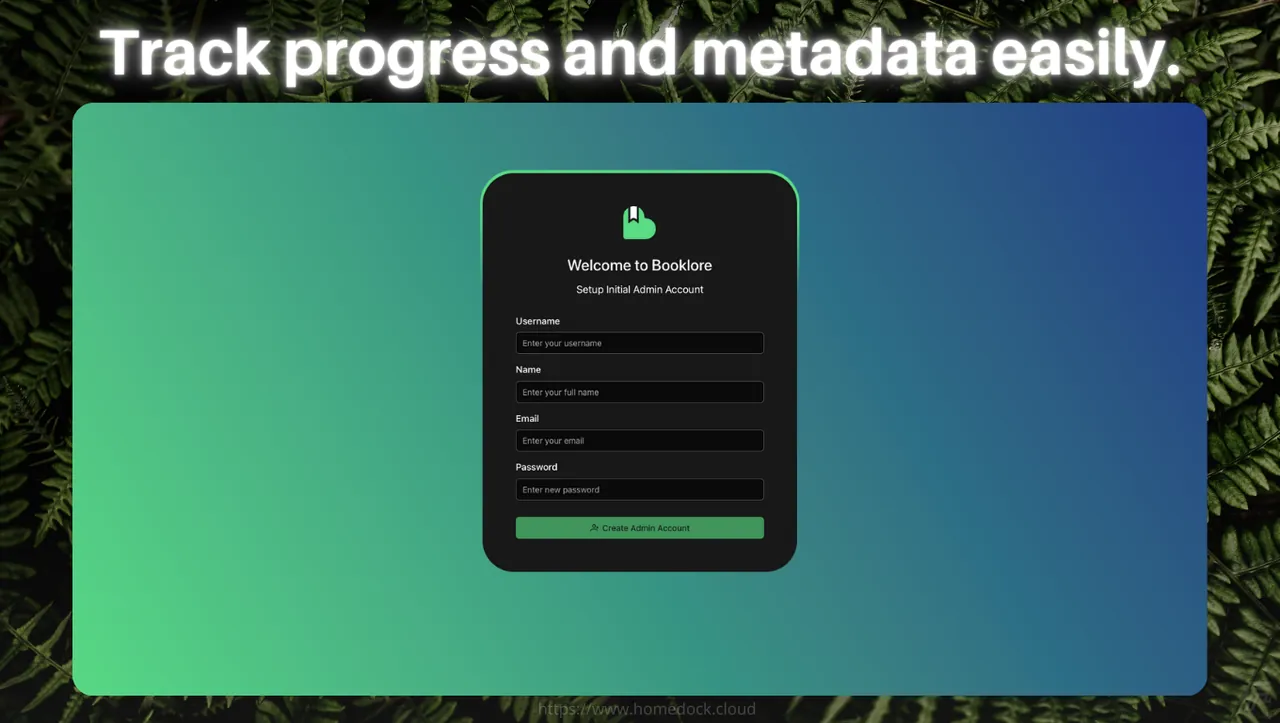 Track progress and metadata easily.
Welcome to Booklore
Setup Initial Admin Account
Username
Enter your username
Name
Enter your full name
Email
Enter your email
Password
Enter new password
Create Admin Account
https://www.homedock.cloud